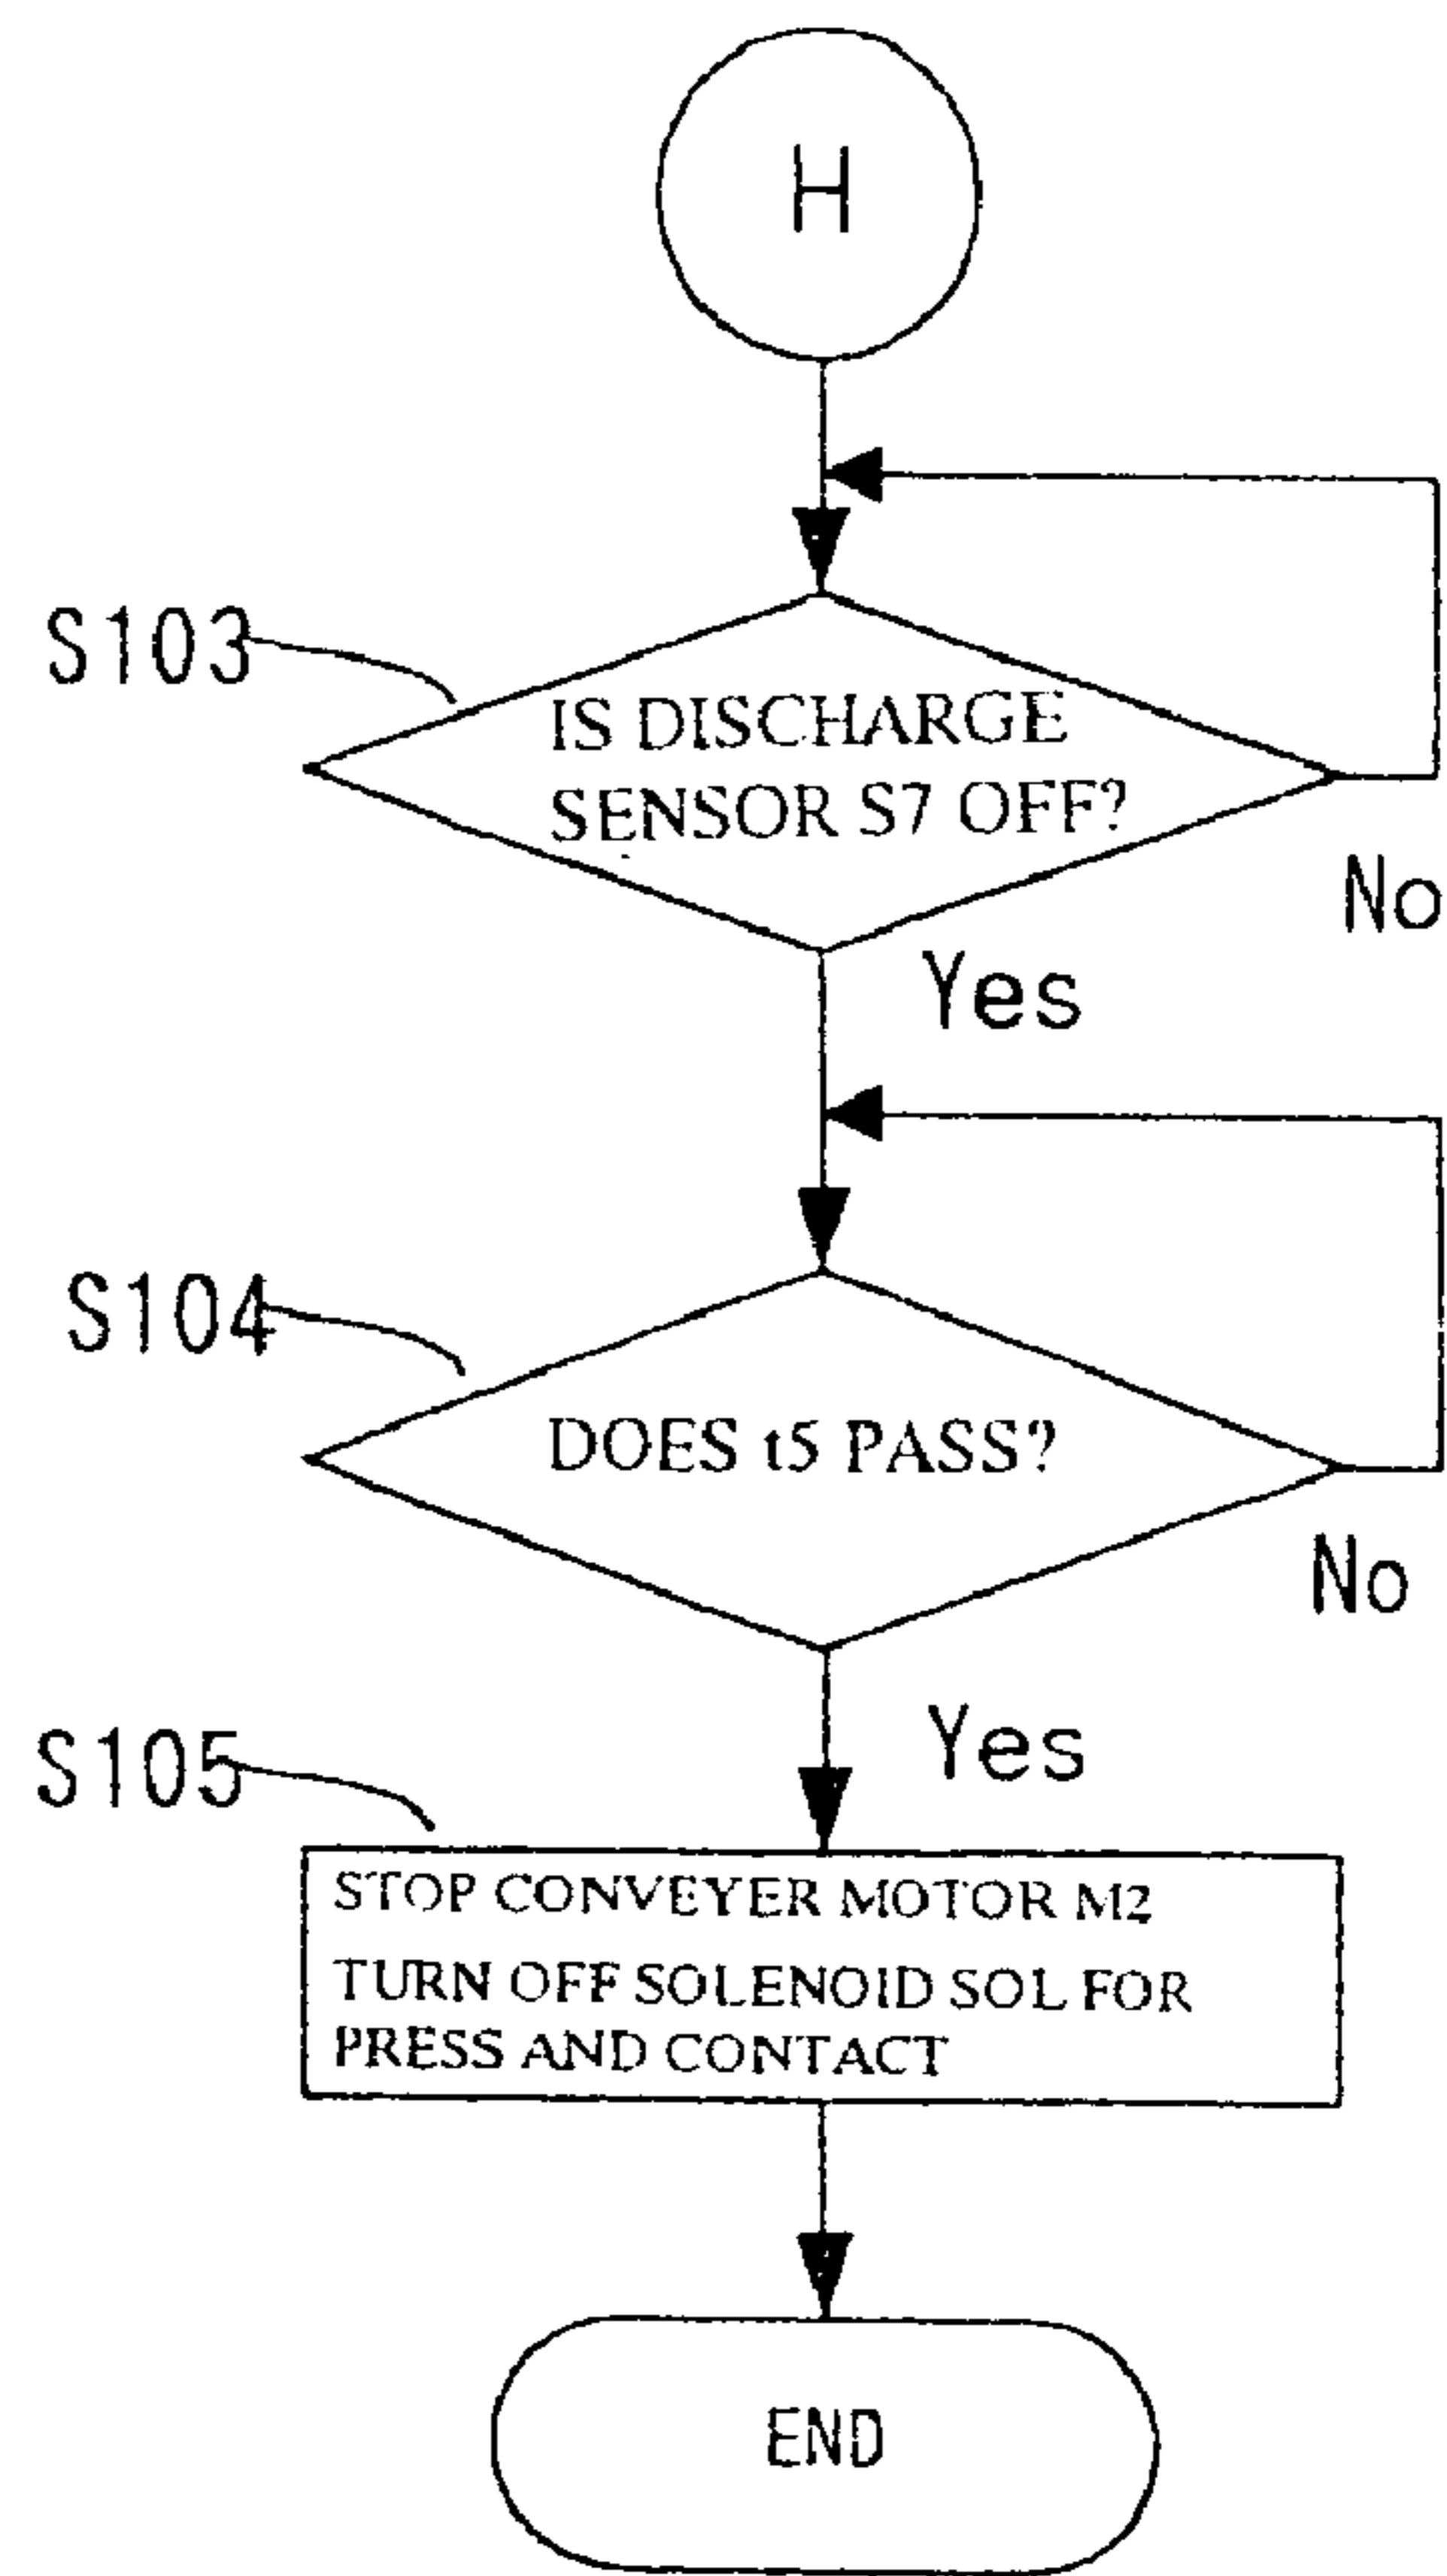 H
S103
IS DISCHARGE
SENSOR S7 OFF?
No
Yes
S104
DOES t5 PASS?
No
Yes
S105
STOP CONVEYER MOTOR M2
TURN OFF SOLENOID SOL FOR
PRESS AND CONTACT
END